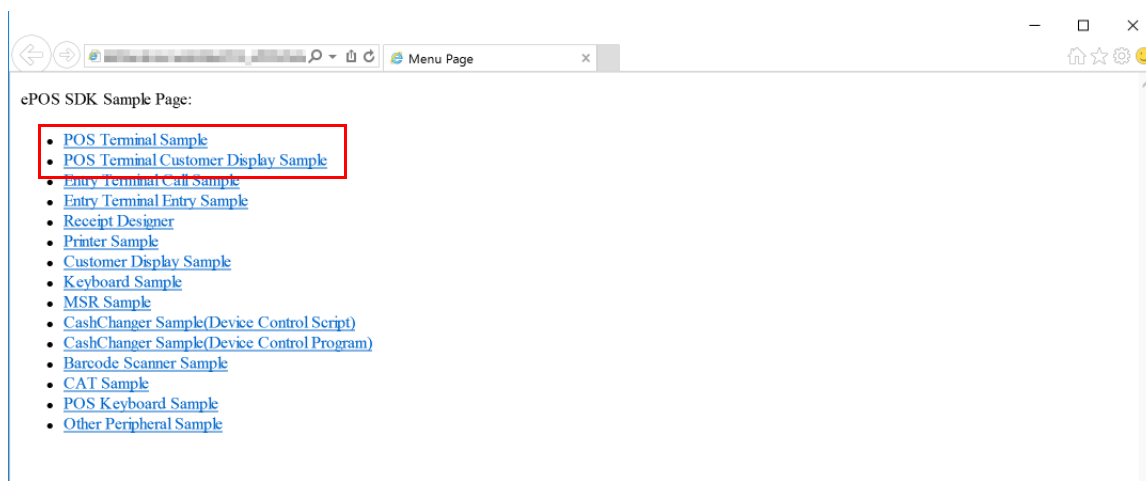 Menu Page
ePOS SDK Sample Page:
POS Terminal Sample
POS Terminal Customer Display Sample
Entry Terminal Call Sample
Entry Terminal Entry Sample
Receipt Designer
Printer Sample
Customer Display Sample
Keyboard Sample
MSR Sample
CashChanger Sample(Device Control Script)
CashChanger Sample(Device Control Program)
Barcode Scanner Sample
CAT Sample
POS Keyboard Sample
Other Peripheral Sample